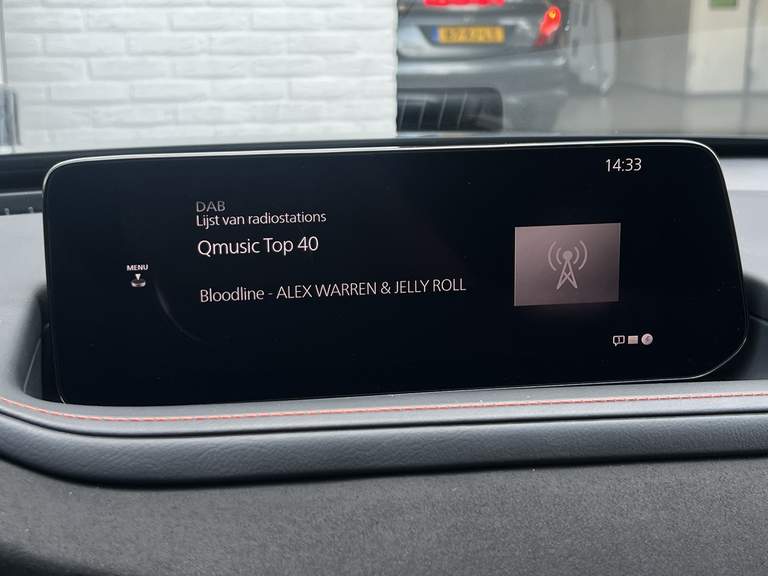 14:33
DAB
Lijst van radiostations
Qmusic Top 40
MENU
Bloodline - ALEX WARREN & JELLY ROLL